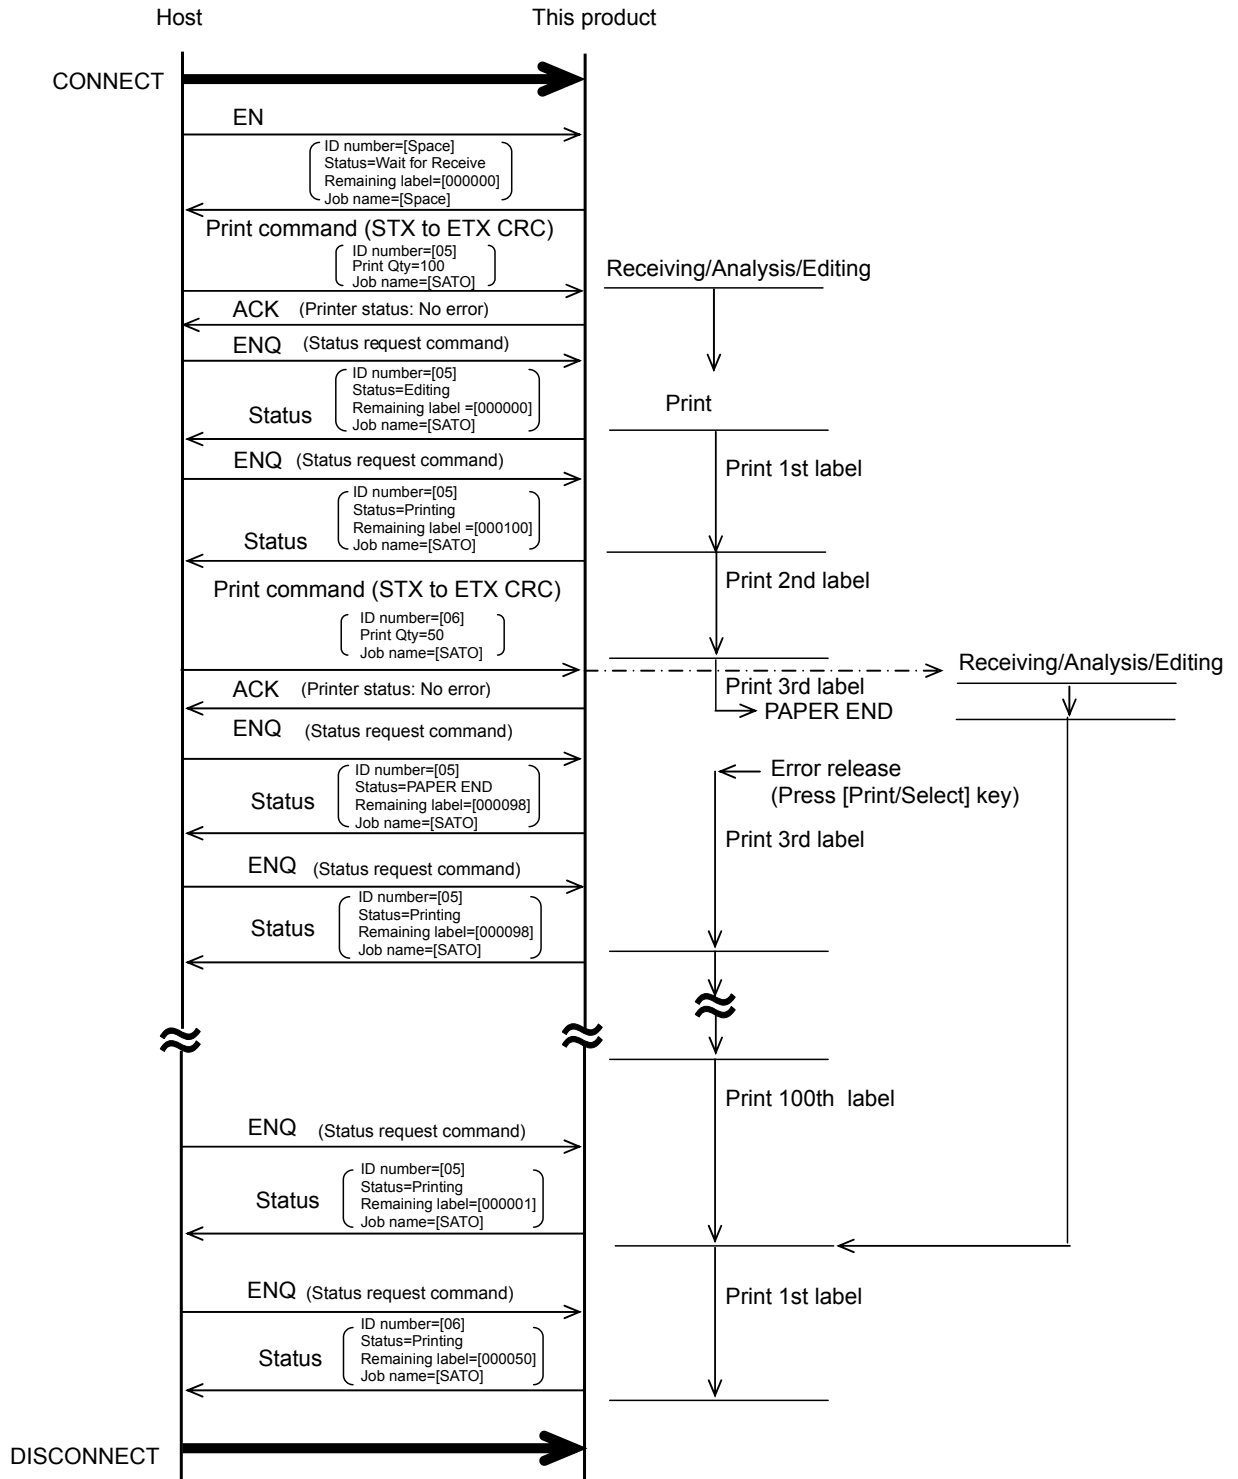 Host
This product
CONNECT
EN
ID number=[Space]
Status=Wait for Receive
Remaining label=[000000]
Job name=[Space]
Print command (STX to ETX CRC)
ID number=[05]
Print Qty=100
Job name=[SATO]
Receiving/Analysis/Editing
ACK (Printer status: No error)
ENQ (Status request command)
ID number=[05]
Status=Editing
Remaining label =[000000]
Job name=[SATO]
Status
Print
ENQ (Status request command)
Print 1st label
ID number=[05]
Status=Printing
Remaining label =[000100]
Job name=[SATO]
Status
Print 2nd label
Print command (STX to ETX CRC)
ID number=[06]
Print Qty=50
Job name=[SATO]
Receiving/Analysis/Editing
ACK (Printer status: No error)
Print 3rd label
PAPER END
ENQ (Status request command)
ID number=[05]
Status=PAPER END
Remaining label=[000098]
Job name=[SATO]
Status
Error release
(Press [Print/Select] key)
Print 3rd label
ENQ (Status request command)
ID number=[05]
Status=Printing
Remaining label=[000098]
Job name=[SATO]
Status
Print 100th label
ENQ (Status request command)
ID number=[05]
Status=Printing
Remaining label=[000001]
Job name=[SATO]
Status
ENQ (Status request command)
Print 1st label
ID number=[06]
Status=Printing
Remaining label=[000050]
Job name=[SATO]
Status
DISCONNECT